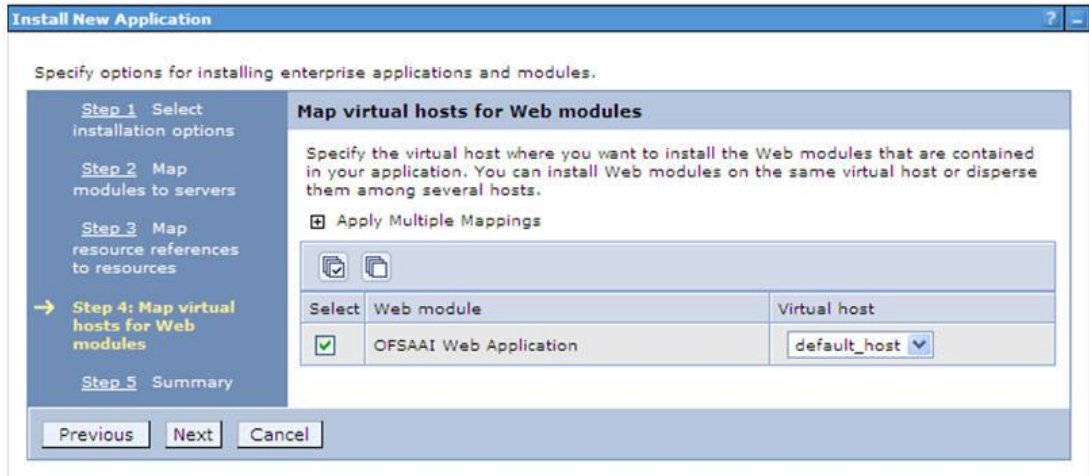 Install New Application
?
Specify options for installing enterprise applications and modules.
Step 1 Select
installation options
Step 2 Map
modules to servers
Step 3 Map
resource references
to resources
Step 4: Map virtual
hosts for Web
modules
Step 5 Summary
Map virtual hosts for Web modules
Specify the virtual host where you want to install the Web modules that are contained
in your application. You can install Web modules on the same virtual host or disperse
them among several hosts.
Apply Multiple Mappings
Select Web module Virtual host
OFSAAI Web Application default_host
Previous Next Cancel